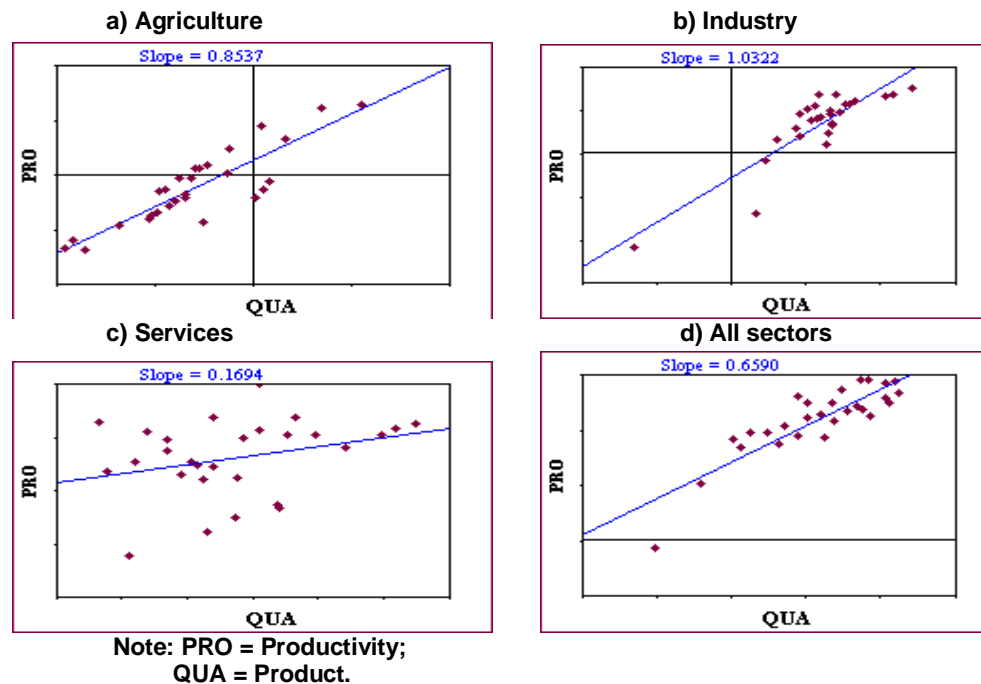 a) Agriculture
Slope = 0.8537
PRO
QUA
b) Industry
Slope = 1.0322
PRO
QUA
c) Services
Slope = 0.1694
PRO
QUA
d) All sectors
Slope = 0.6590
PRO
QUA
Note: PRO = Productivity;
QUA = Product.